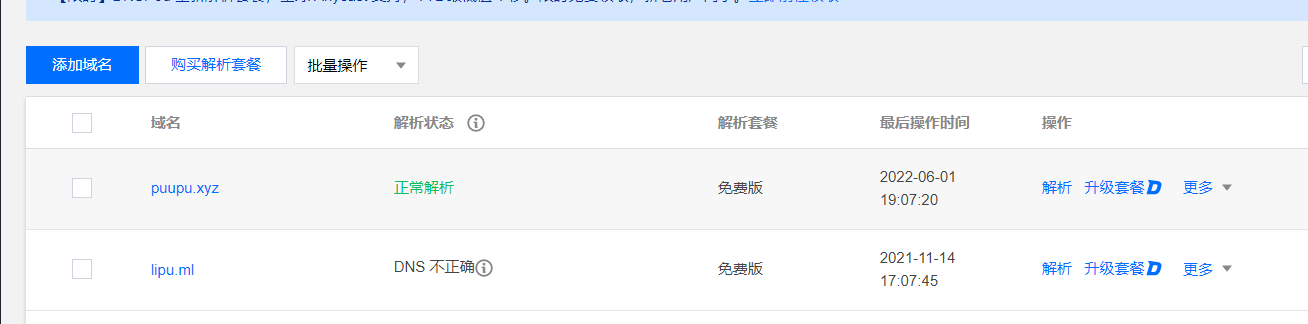 添加域名
购买解析套餐
批量操作
域名
解析状态
解析套餐
最后操作时间
操作
puupu.xyz
正常解析
免费版
2022-06-01
19:07:20
解析
升级套餐
更多
lipu.ml
DNS 不正确
免费版
2021-11-14
17:07:45
解析
升级套餐
更多